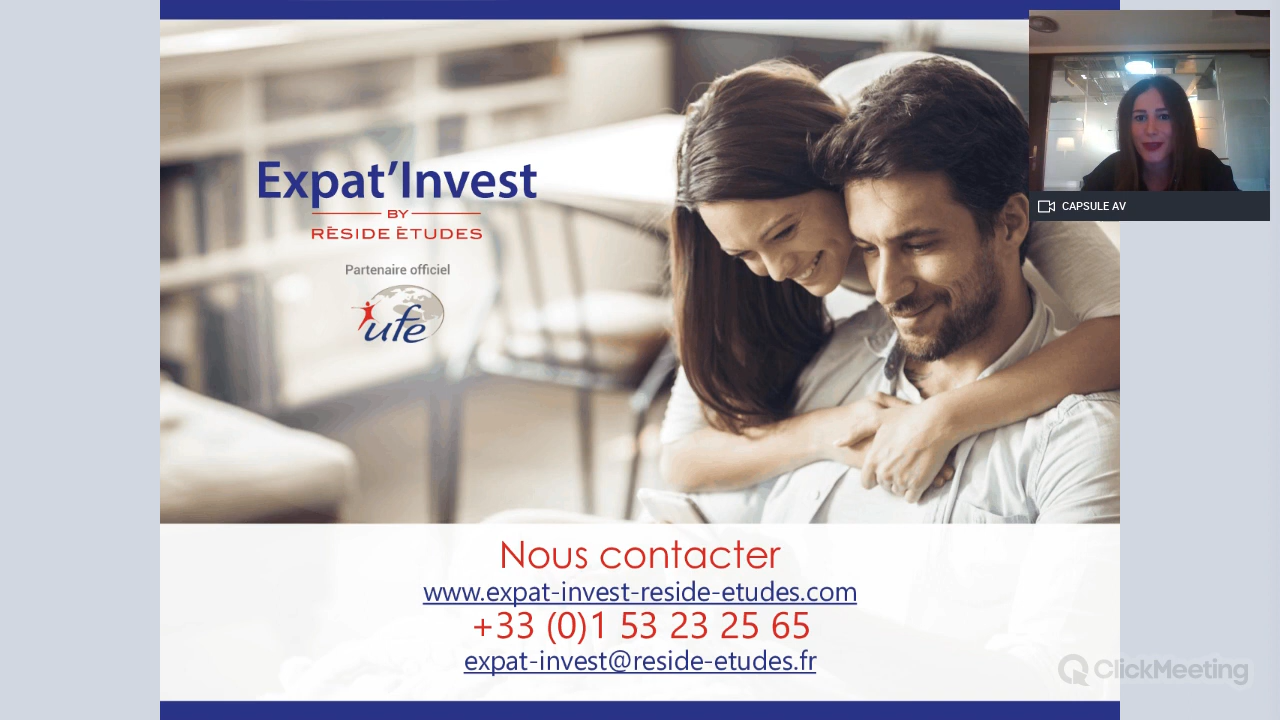 Expat'Invest
BY
RÉSIDE ÉTUDES
Partenaire officiel
ufe
CAPSULE AV
Nous contacter
www.expat-invest-reside-etudes.com
+33 (0)1 53 23 25 65
expat-invest@reside-etudes.fr
ClickMeeting